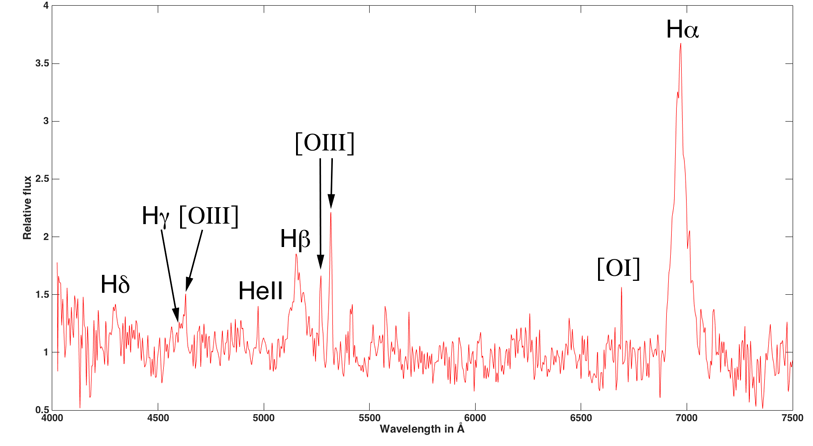 4
Hα
3.5
3
[OIII]
2.5
Hγ [OIII]
2
Hβ
[OI]
Hδ
HeII
1.5
1
0.5
4000 4500 5000 5500 6000 6500 7000 7500
Relative flux
Wavelength in Å